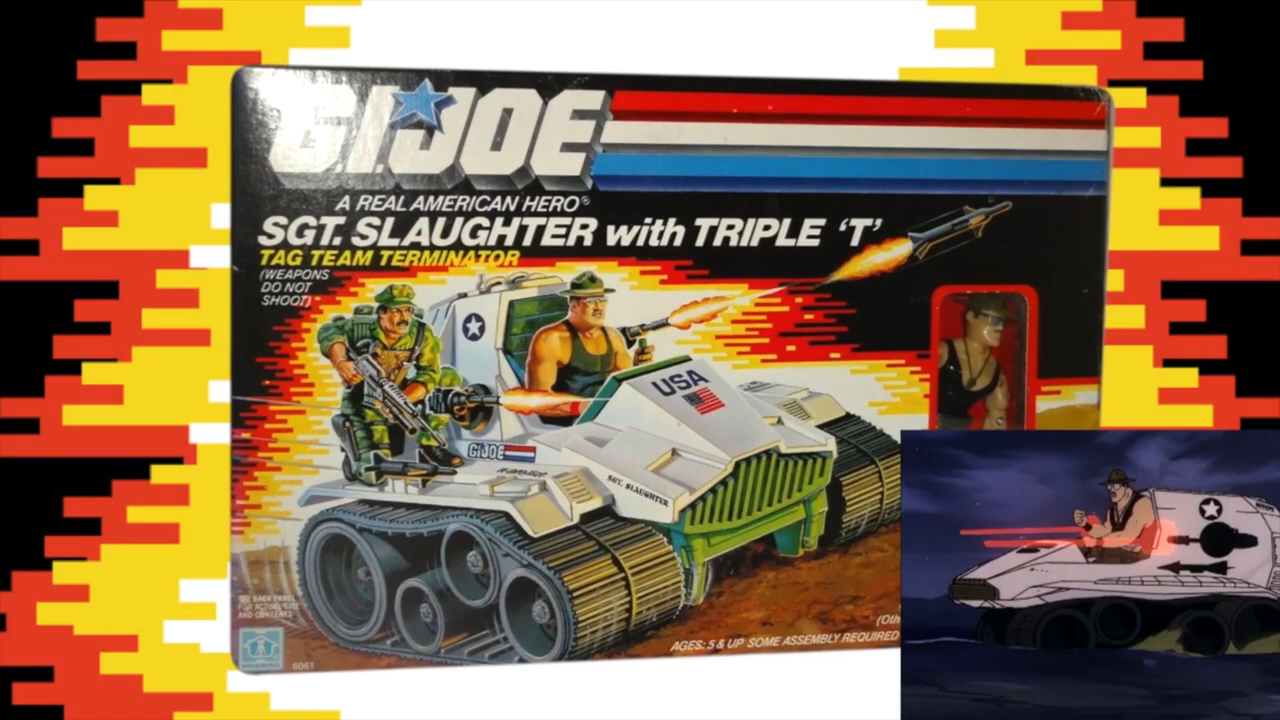 G.I.JOE
A REAL AMERICAN HERO®
SGT. SLAUGHTER with TRIPLE 'T'
TAG TEAM TERMINATOR
(WEAPONS
DO NOT
SHOOT)
USA
G.I.JOE
SGT. SLAUGHTER
SEE BACK PANEL
FOR ACTUAL SIZE
AND CONTENTS.
HASBRO
6061
AGES: 5 & UP SOME ASSEMBLY REQUIRED